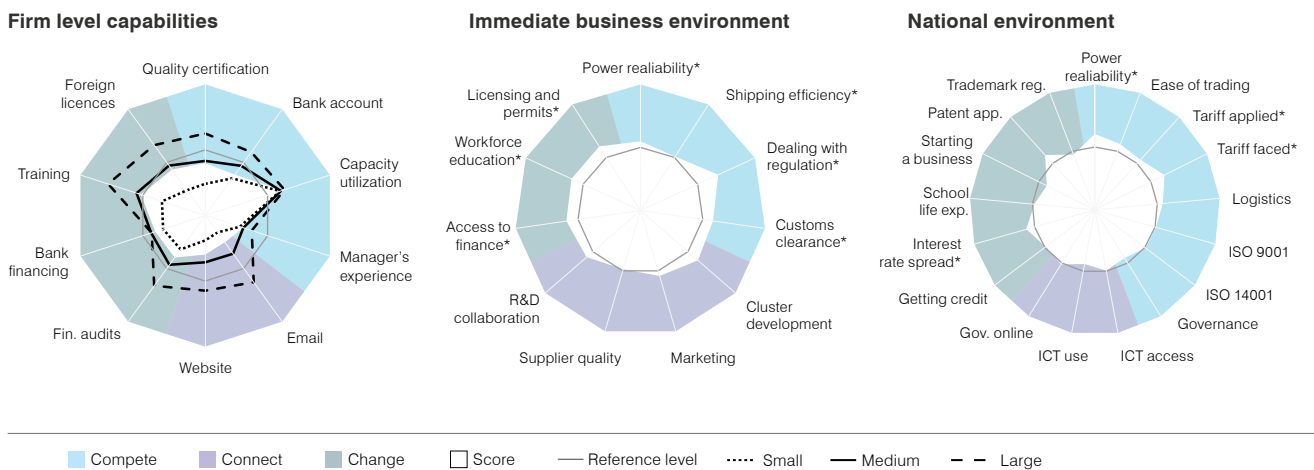 Firm level capabilities
Quality certification
Bank account
Capacity
utilization
Manager's
experience
Email
Website
Fin. audits
Bank
financing
Training
Foreign
licences
Immediate business environment
Power realiability*
Shipping efficiency*
Dealing with
regulation*
Customs
clearance*
Cluster
development
Marketing
Supplier quality
R&D
collaboration
Access to
finance*
Workforce
education*
Licensing and
permits*
National environment
Power
realiability*
Ease of trading
Tariff applied*
Tariff faced*
Logistics
ISO 9001
ISO 14001
Governance
ICT access
ICT use
Gov. online
Getting credit
Interest
rate spread*
School
life exp.
Starting
a business
Patent app.
Trademark reg.
Compete
Connect
Change
Score
Reference level
Small
Medium
Large